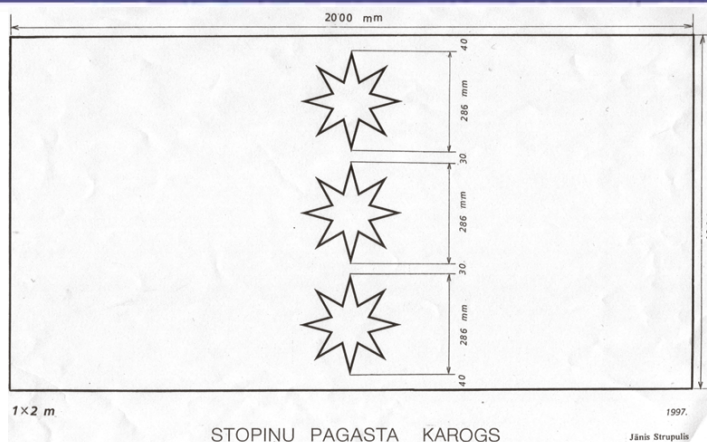 2000 mm
40
286 mm
30
286 mm
30
286 mm
40
1×2 m
1997.
STOPINU PAGASTA KAROGS
Jānis Strupulis